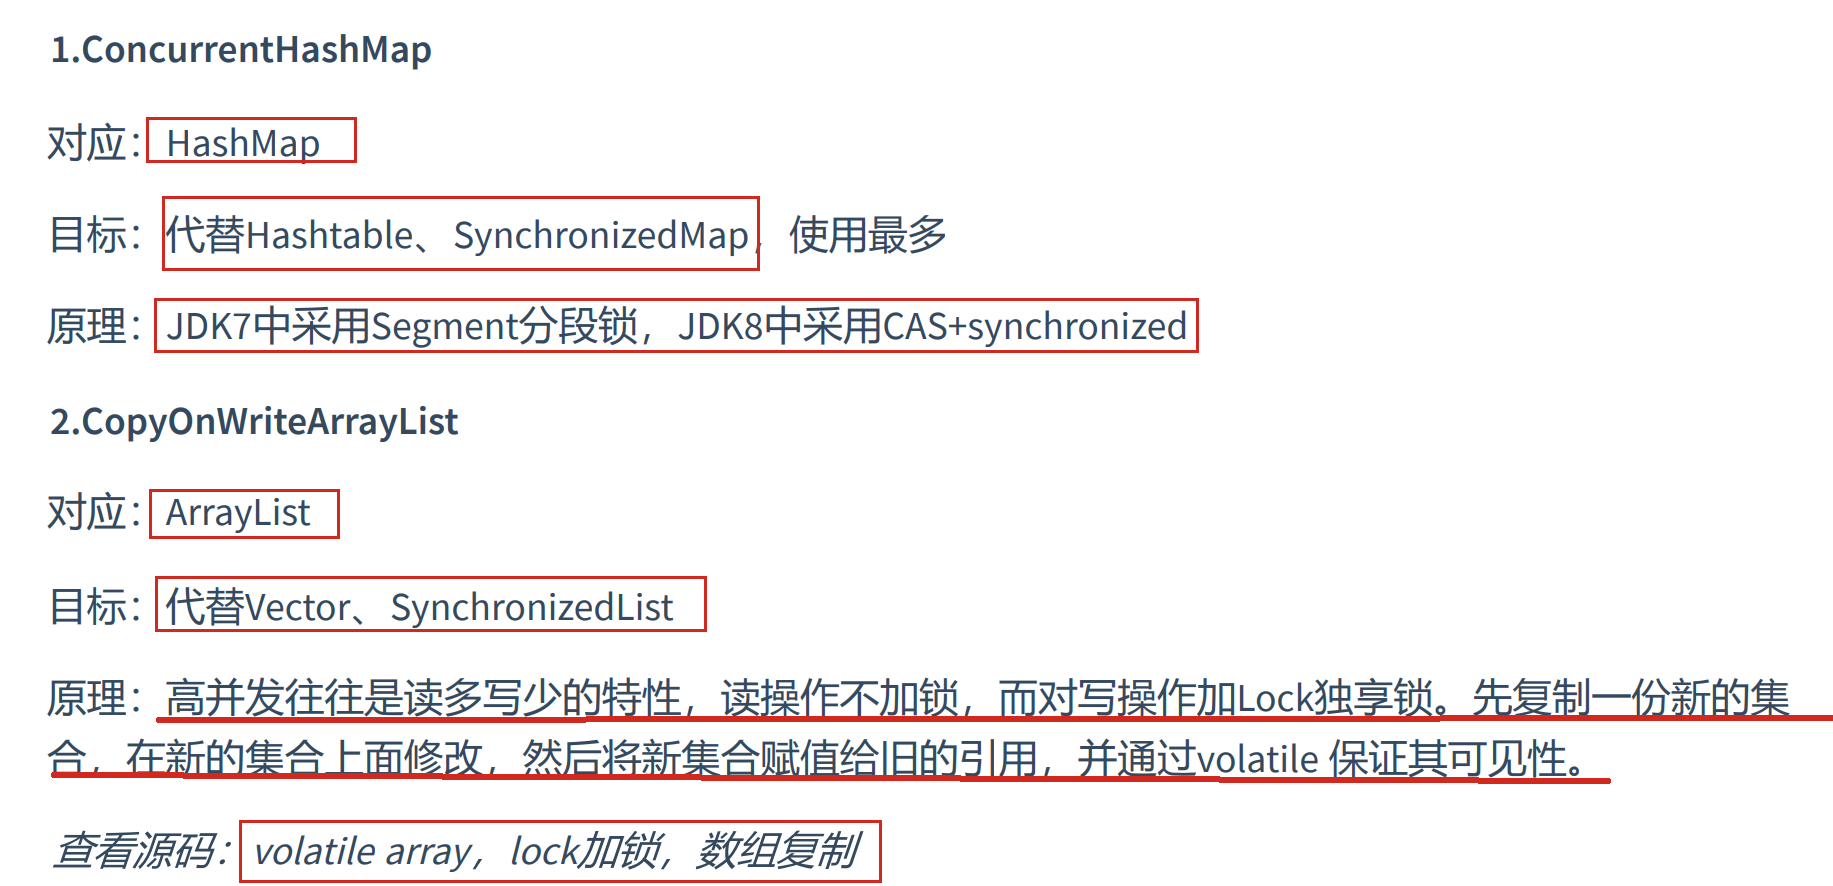 1.ConcurrentHashMap
对应：HashMap
目标：代替Hashtable、SynchronizedMap，使用最多
原理：JDK7中采用Segment分段锁，JDK8中采用CAS+synchronized
2.CopyOnWriteArrayList
对应：ArrayList
目标：代替Vector、SynchronizedList
原理：高并发往往是读多写少的特性，读操作不加锁，而对写操作加Lock独享锁。先复制一份新的集
合，在新的集合上面修改，然后将新集合赋值给旧的引用，并通过volatile 保证其可见性。
查看源码：volatile array，lock加锁，数组复制